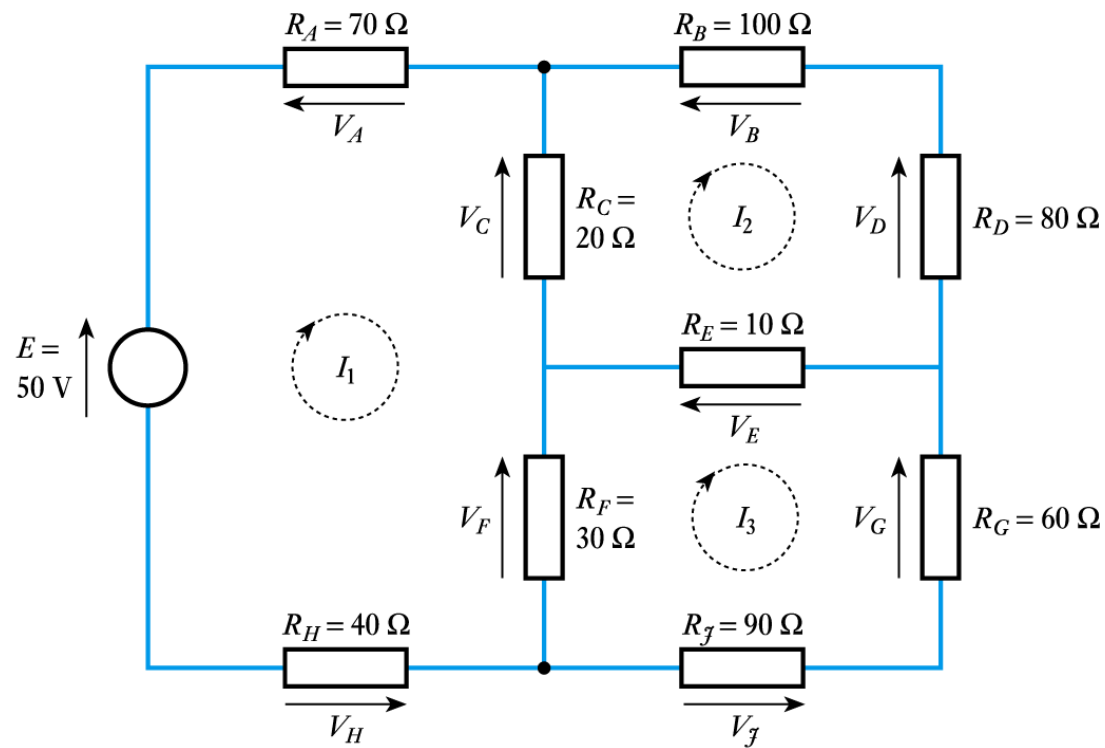 R_A = 70 Ω
R_B = 100 Ω
V_A
V_B
V_C
R_C =
20 Ω
I_2
V_D
R_D = 80 Ω
E =
50 V
I_1
R_E = 10 Ω
V_E
V_F
R_F =
30 Ω
I_3
V_G
R_G = 60 Ω
R_H = 40 Ω
R_J = 90 Ω
V_H
V_J